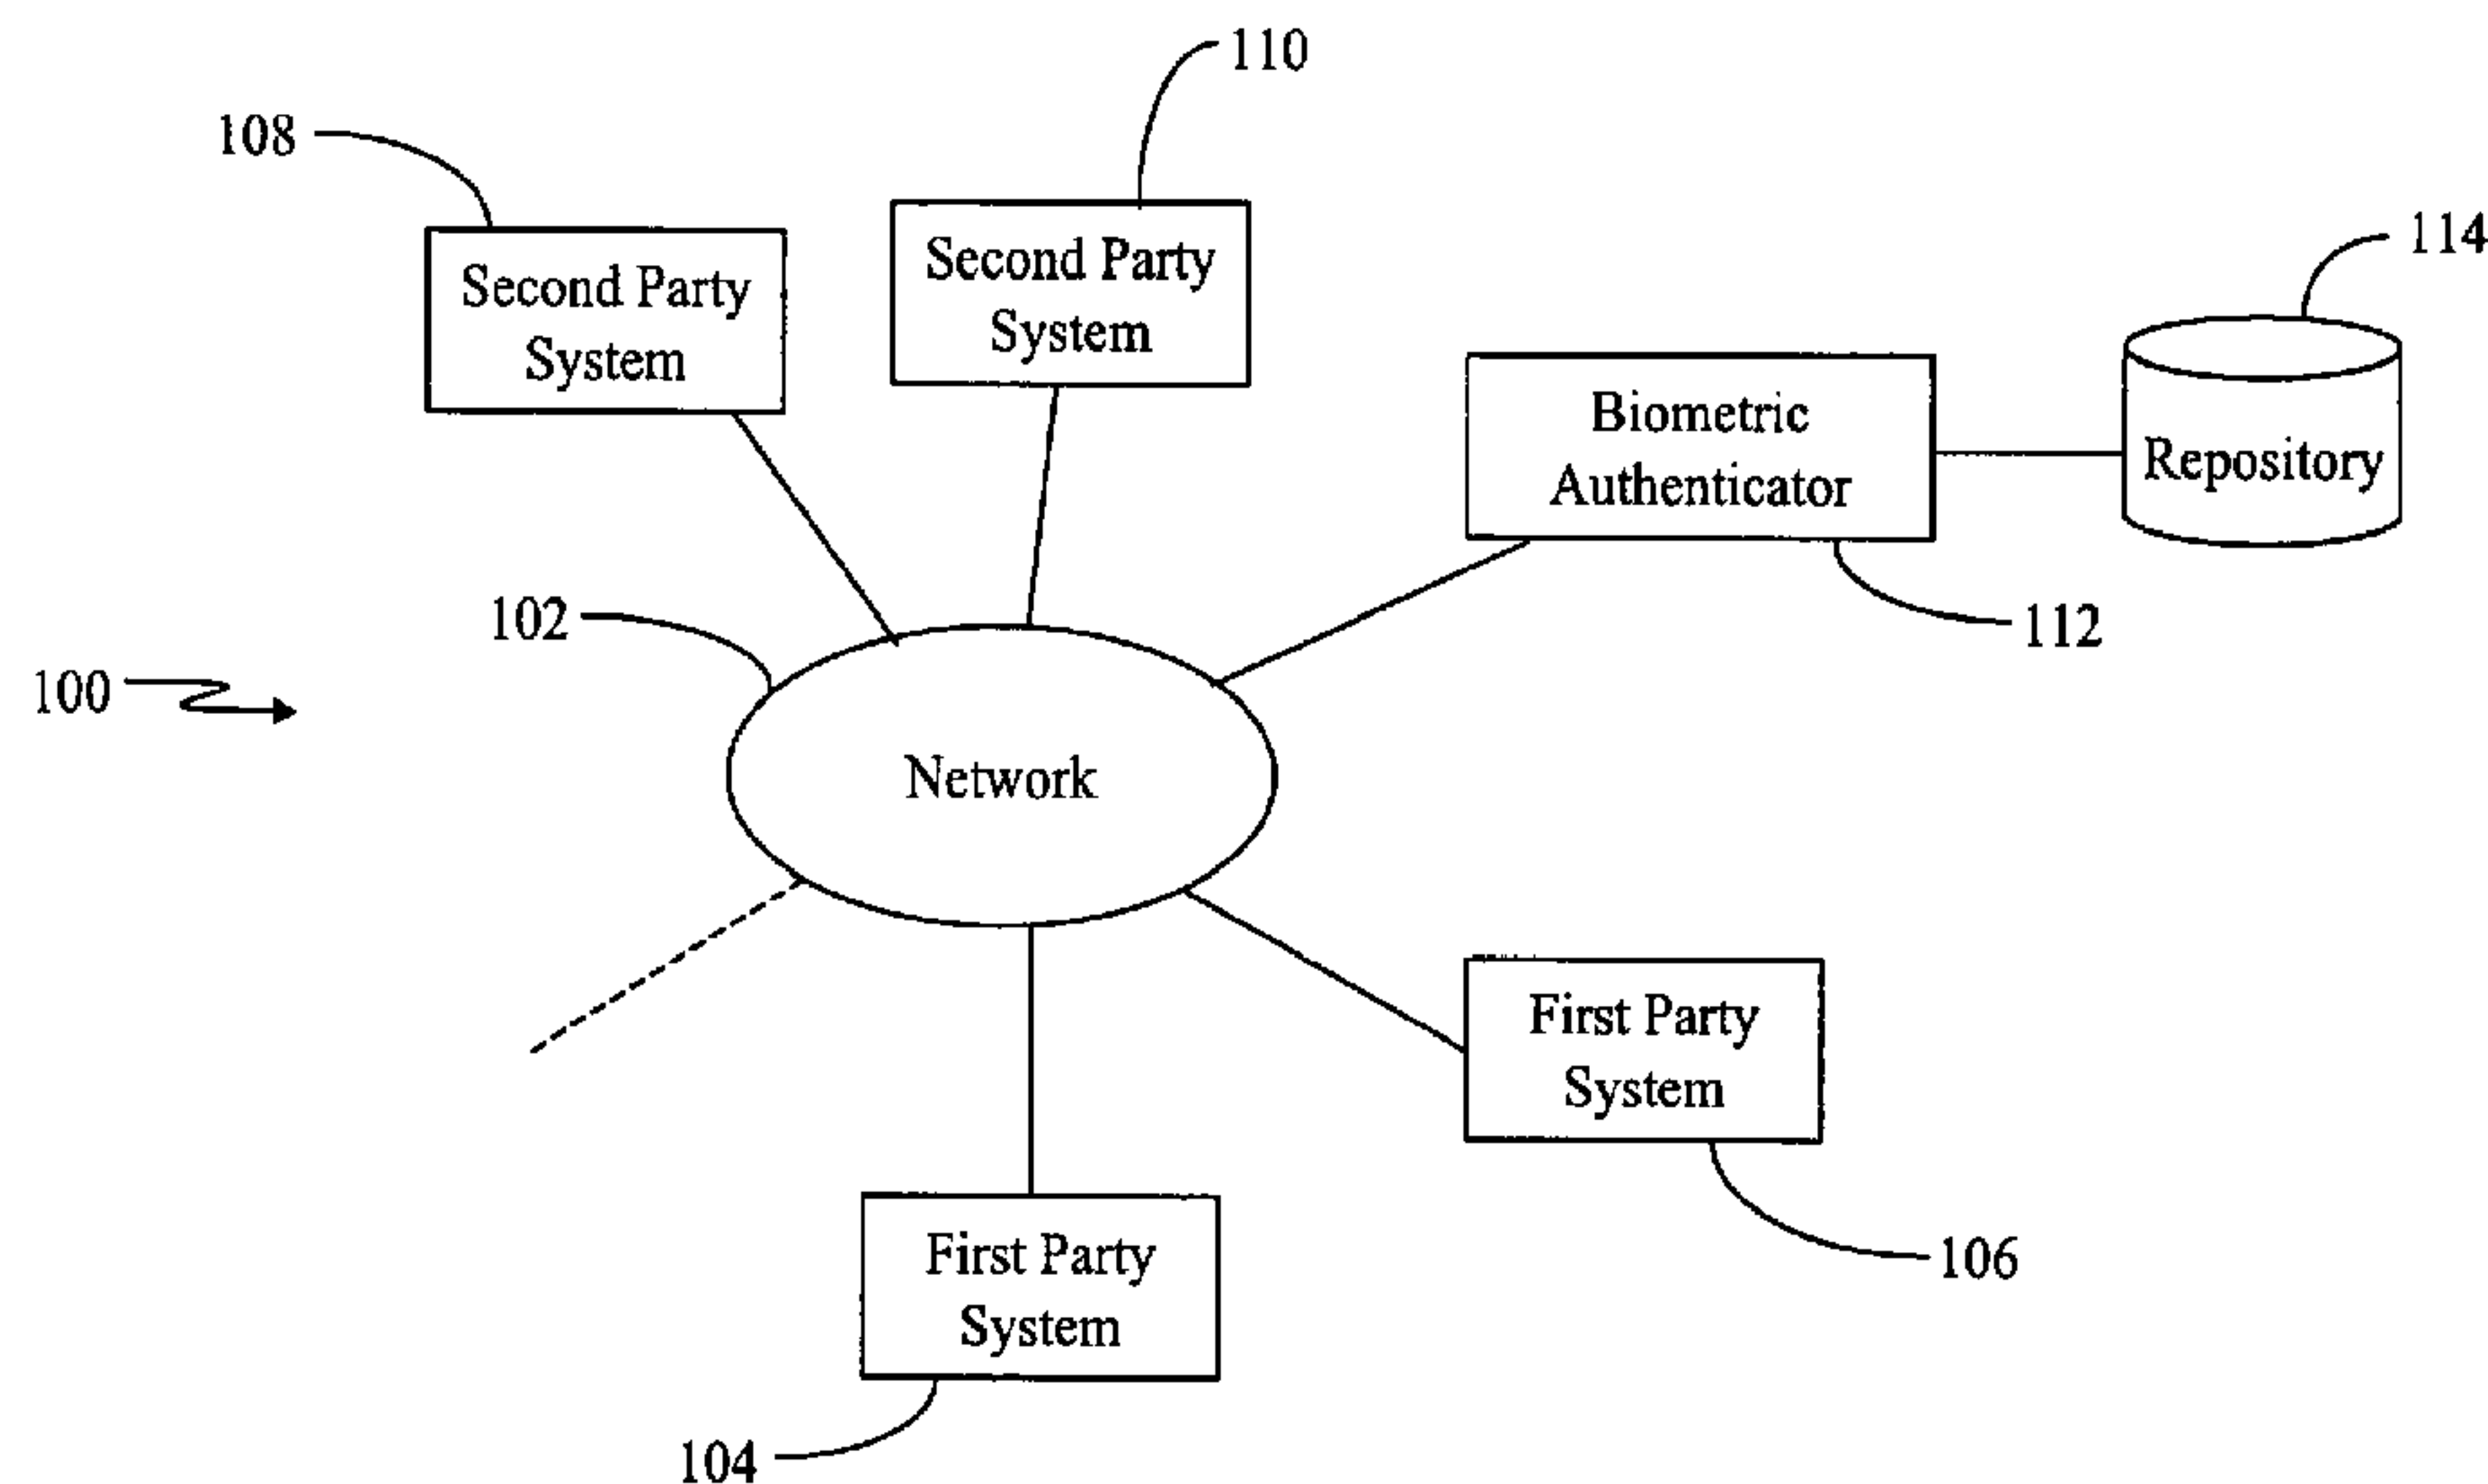 110
108
Second Party
System
Second Party
System
114
Biometric
Authenticator
Repository
102
112
100
Network
First Party
System
First Party
System
106
104